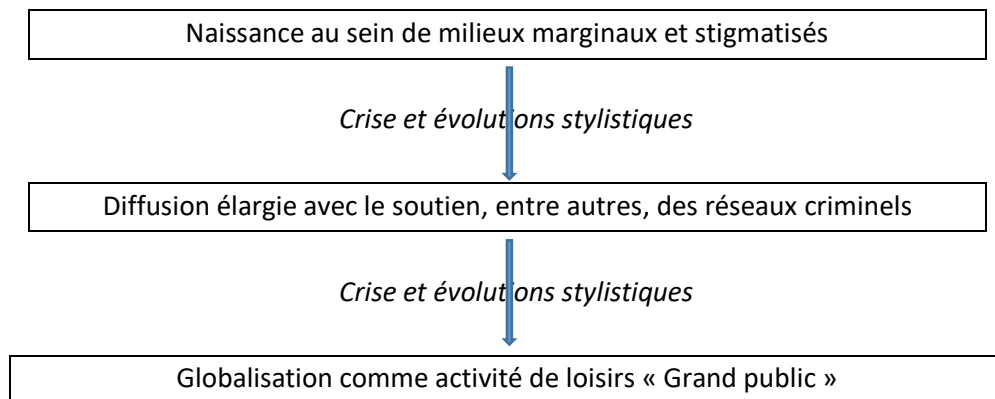 Naissance au sein de milieux marginaux et stigmatisés
Crise et évolutions stylistiques
Diffusion élargie avec le soutien, entre autres, des réseaux criminels
Crise et évolutions stylistiques
Globalisation comme activité de loisirs « Grand public »